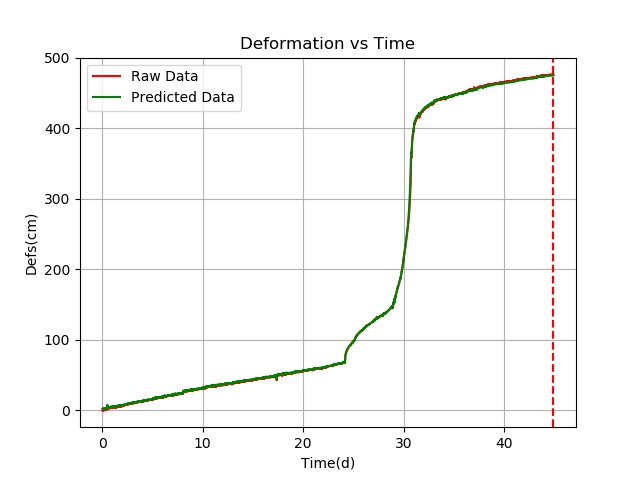 Deformation vs Time
Raw Data
Predicted Data
500
400
300
200
100
0
Defs(cm)
0 10 20 30 40
Time(d)